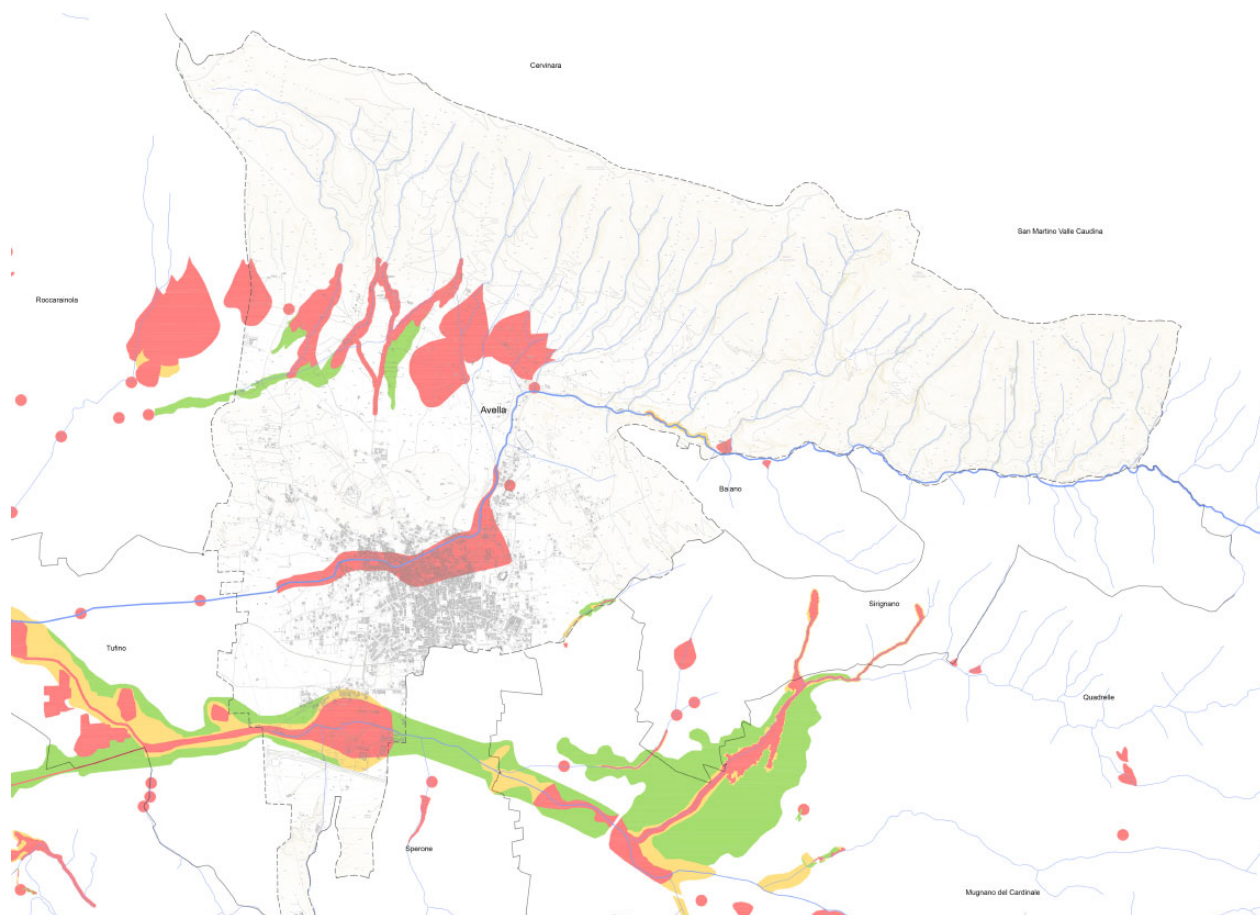 Cervinara
San Martino Valle Caudina
Roccarainola
Avella
Baiano
Sirignano
Tufino
Quadrelle
Sperone
Mugnano del Cardinale